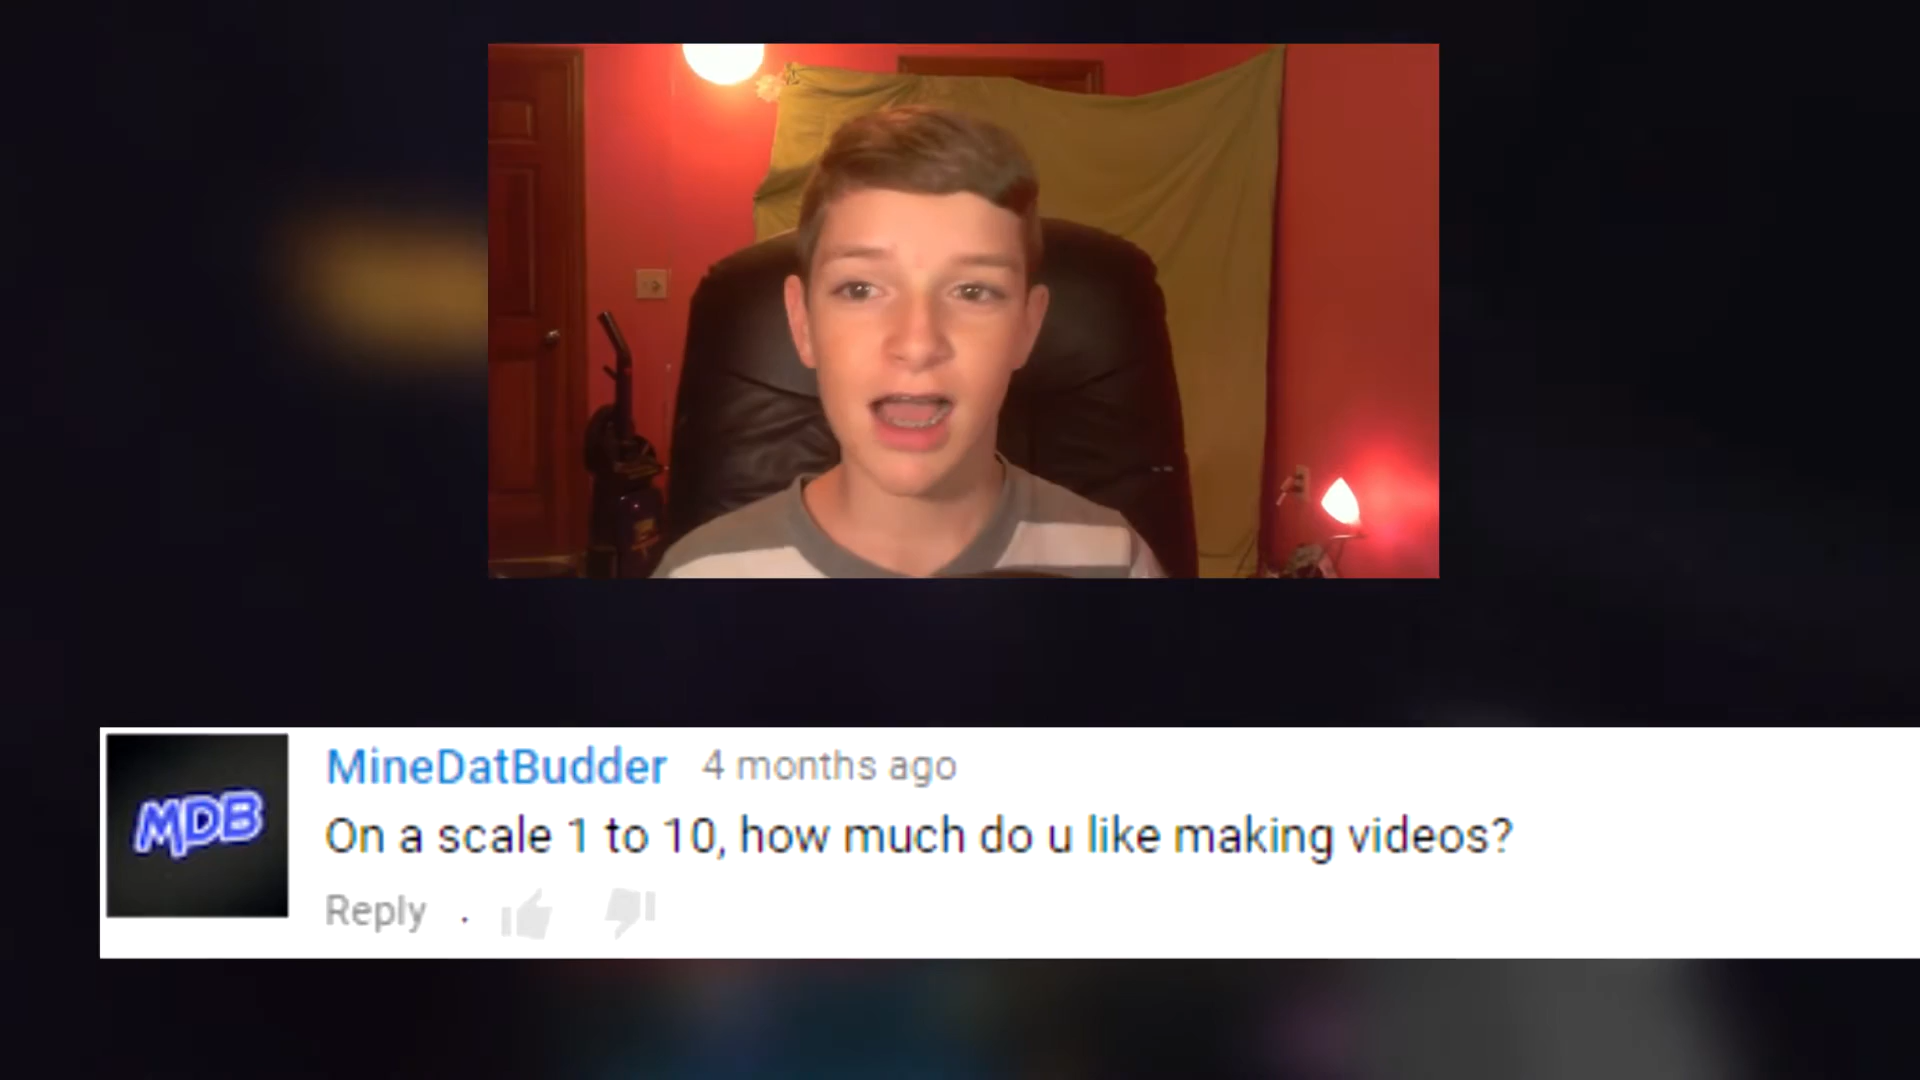 MineDatBudder 4 months ago
MDB
On a scale 1 to 10, how much do u like making videos?
Reply .